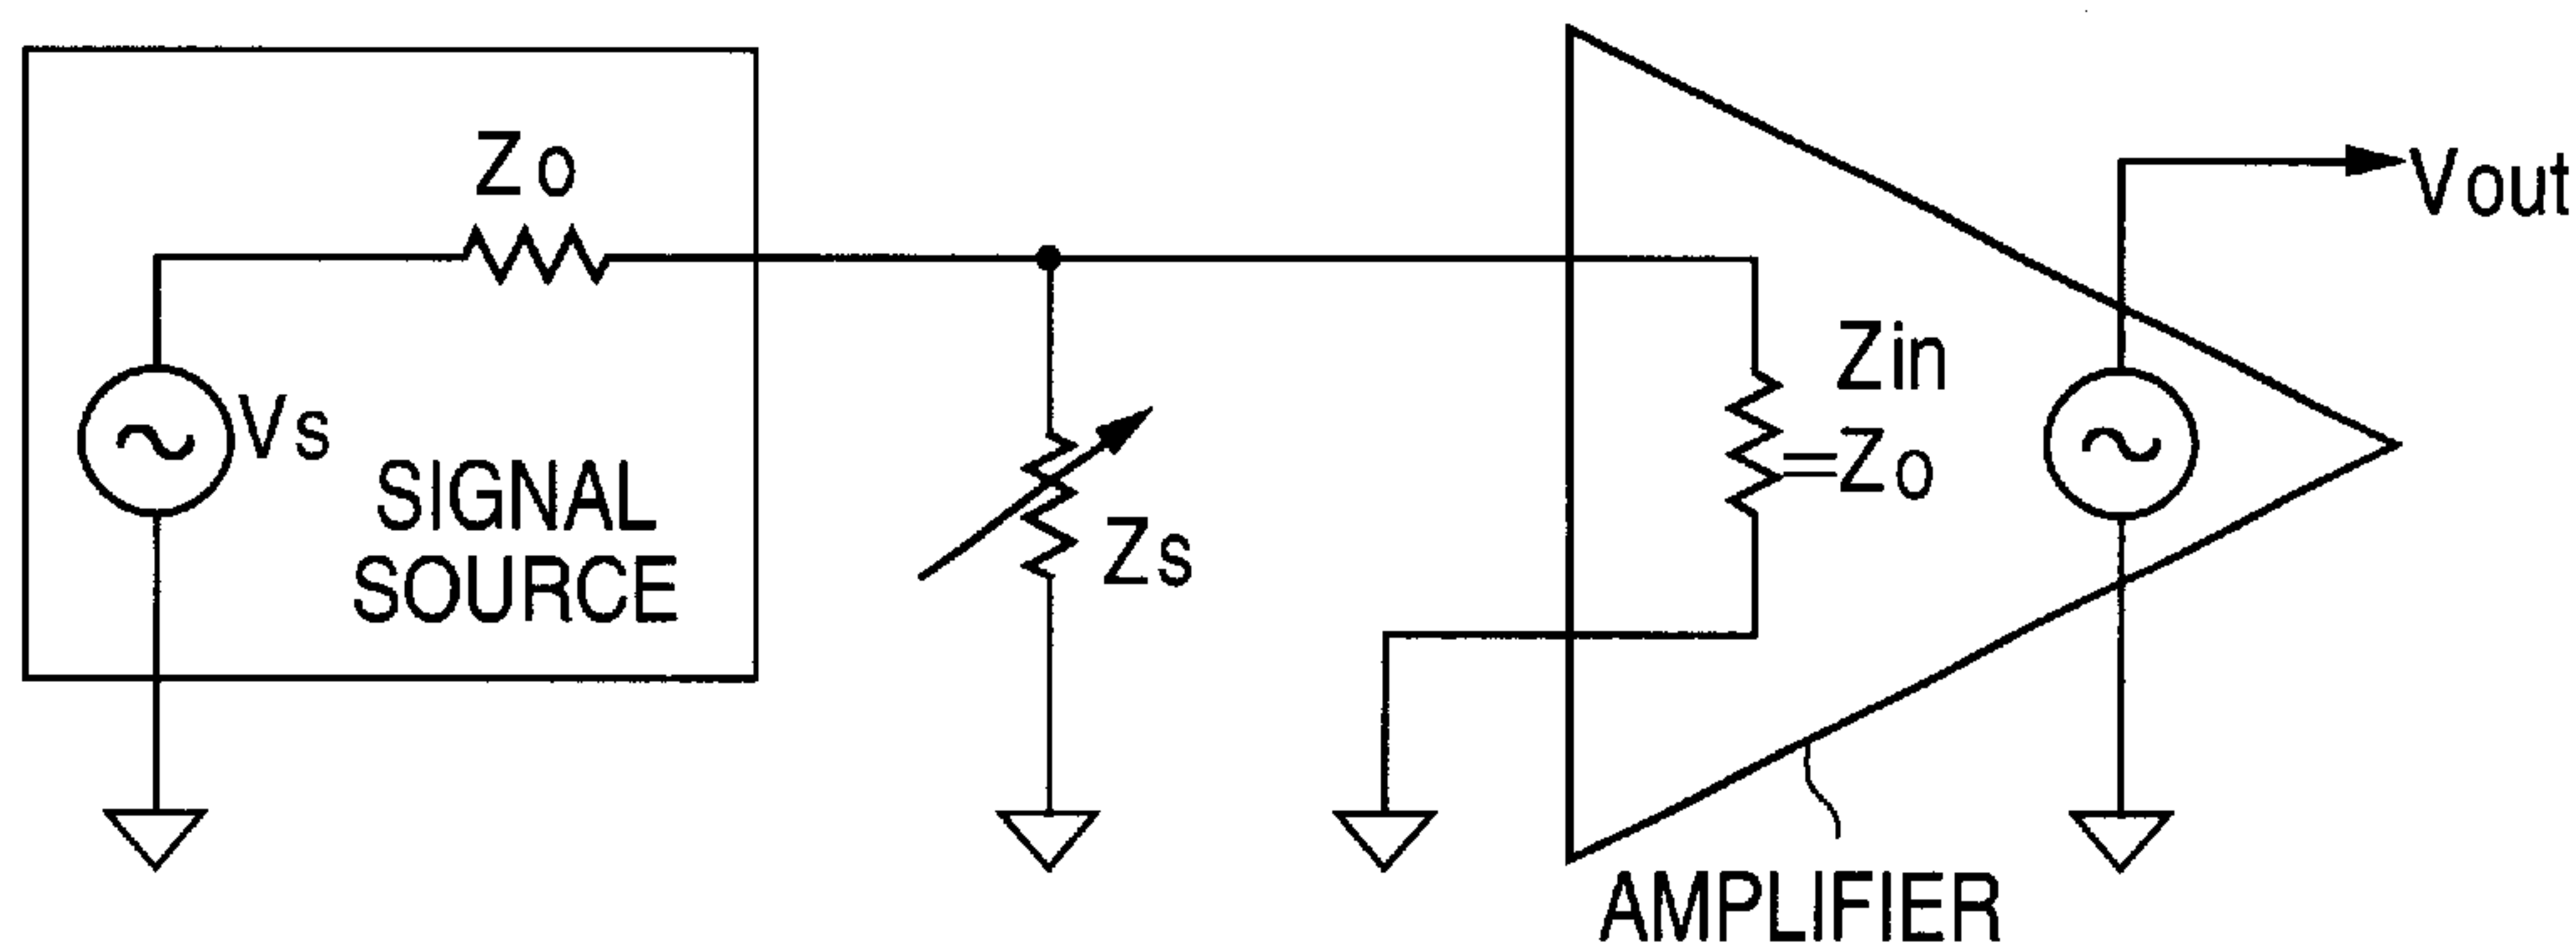 Zo
Vs
SIGNAL
SOURCE
Zs
Zin
=Zo
Vout
AMPLIFIER